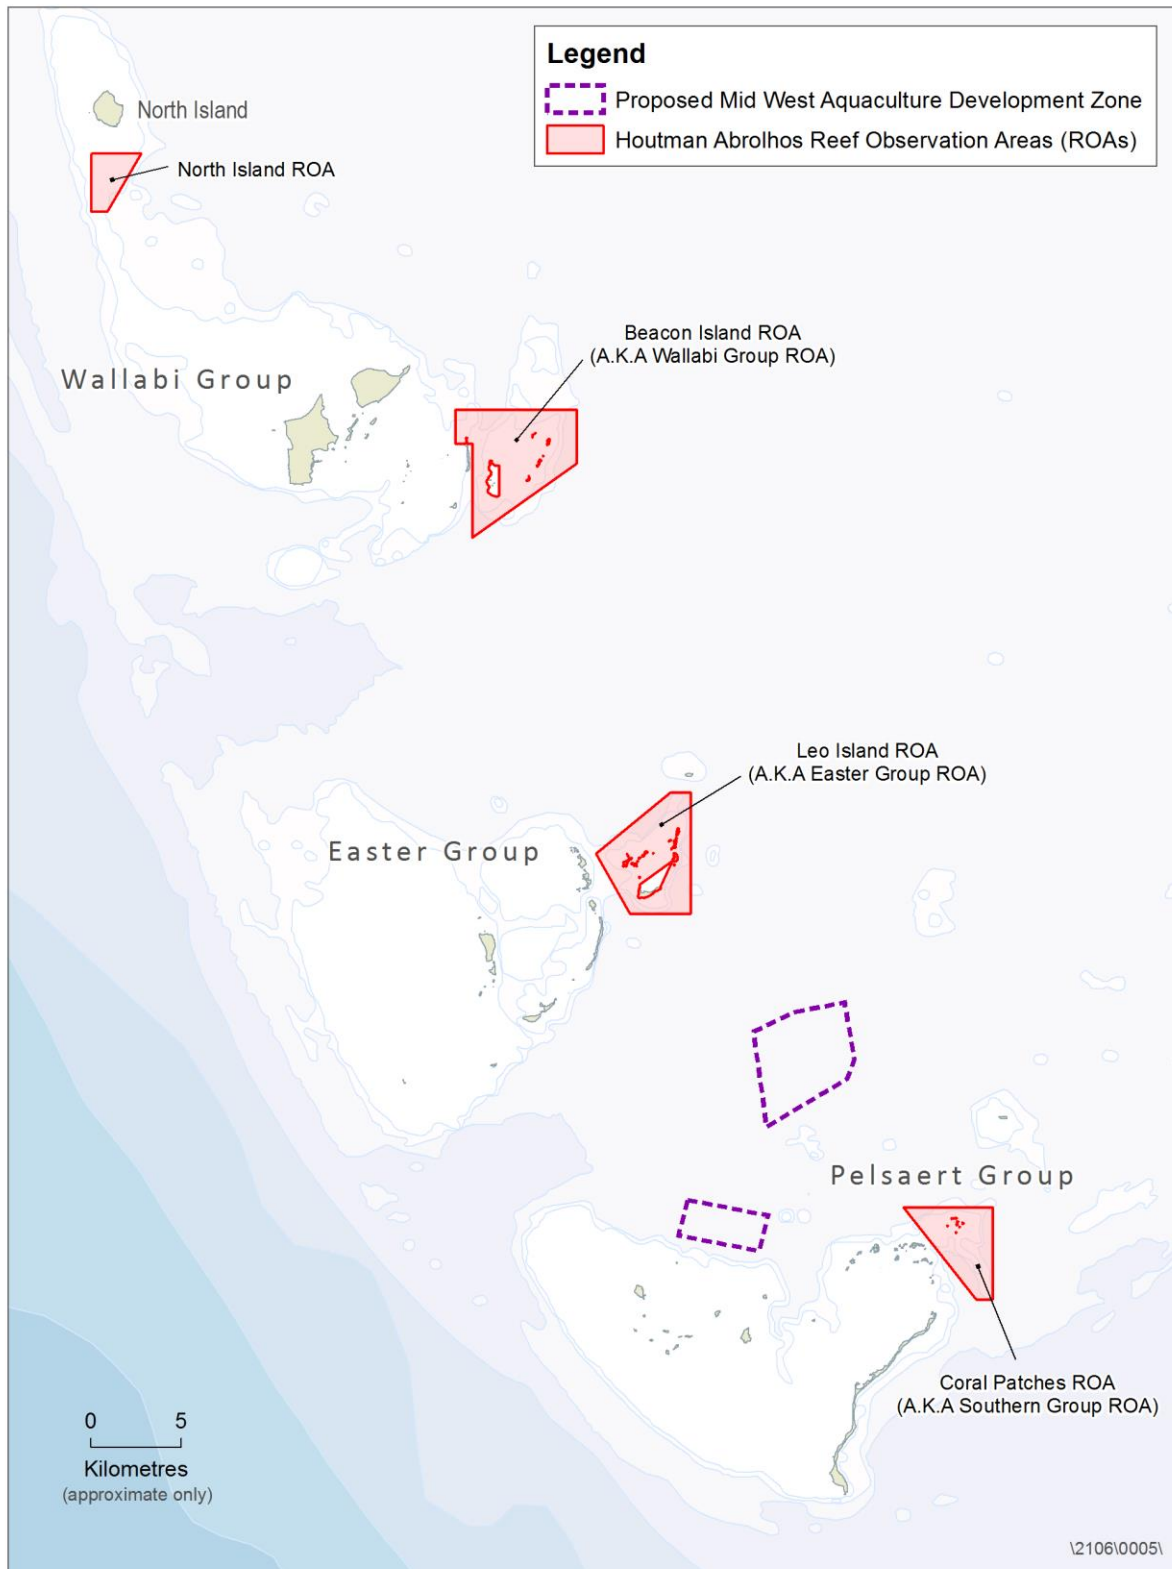 Legend
Proposed Mid West Aquaculture Development Zone
Houtman Abrolhos Reef Observation Areas (ROAs)
North Island
North Island ROA
Beacon Island ROA
(A.K.A Wallabi Group ROA)
Wallabi Group
Leo Island ROA
(A.K.A Easter Group ROA)
Easter Group
Pelsaert Group
Coral Patches ROA
(A.K.A Southern Group ROA)
0 5
Kilometres
(approximate only)
\2106\0005\